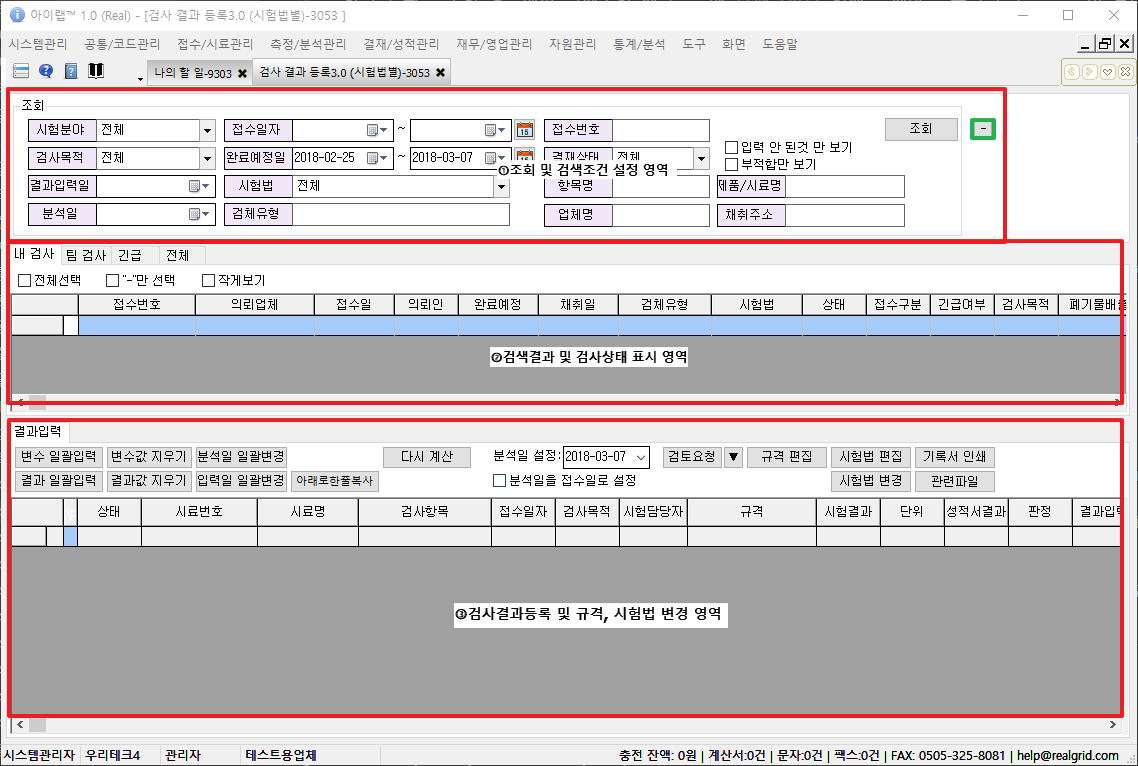 아이랩™ 1.0 (Real) - [검사 결과 등록3.0 (시험법별)-3053 ]
시스템관리 공통/코드관리 접수/시료관리 측정/분석관리 결재/성적관리 재무/영업관리 자원관리 통계/분석 도구 화면 도움말
나의 할 일-9303 검사 결과 등록3.0 (시험법별)-3053
조회
시험분야 전체 접수일자 ~ 15 접수번호 조회 -
검사목적 전체 완료예정일 2018-02-25 ~ 2018-03-07 결재상태 전체 입력 안 된것 만 보기
부적합만 보기
①조회 및 검색조건 설정 영역
결과입력일 시험법 전체 항목명 제품/시료명
분석일 검체유형 업체명 채취주소
내 검사 팀 검사 긴급 전체
전체선택 "-"만 선택 작게보기
접수번호 의뢰업체 접수일 의뢰인 완료예정 채취일 검체유형 시험법 상태 접수구분 긴급여부 검사목적 폐기물배출
②검색결과 및 검사상태 표시 영역
결과입력
변수 일괄입력 변수값 지우기 분석일 일괄변경 다시 계산 분석일 설정: 2018-03-07 검토요청 ▼ 규격 편집 시험법 편집 기록서 인쇄
결과 일괄입력 결과값 지우기 입력일 일괄변경 아래로한풀복사 분석일을 접수일로 설정 시험법 변경 관련파일
상태 시료번호 시료명 검사항목 접수일자 검사목적 시험담당자 규격 시험결과 단위 성적서결과 판정 결과입력
③검사결과등록 및 규격, 시험법 변경 영역
시스템관리자 우리테크4 관리자 테스트용업체 충전 잔액: 0원 | 계산서:0건 | 문자:0건 | 팩스:0건 | FAX: 0505-325-8081 | help@realgrid.com